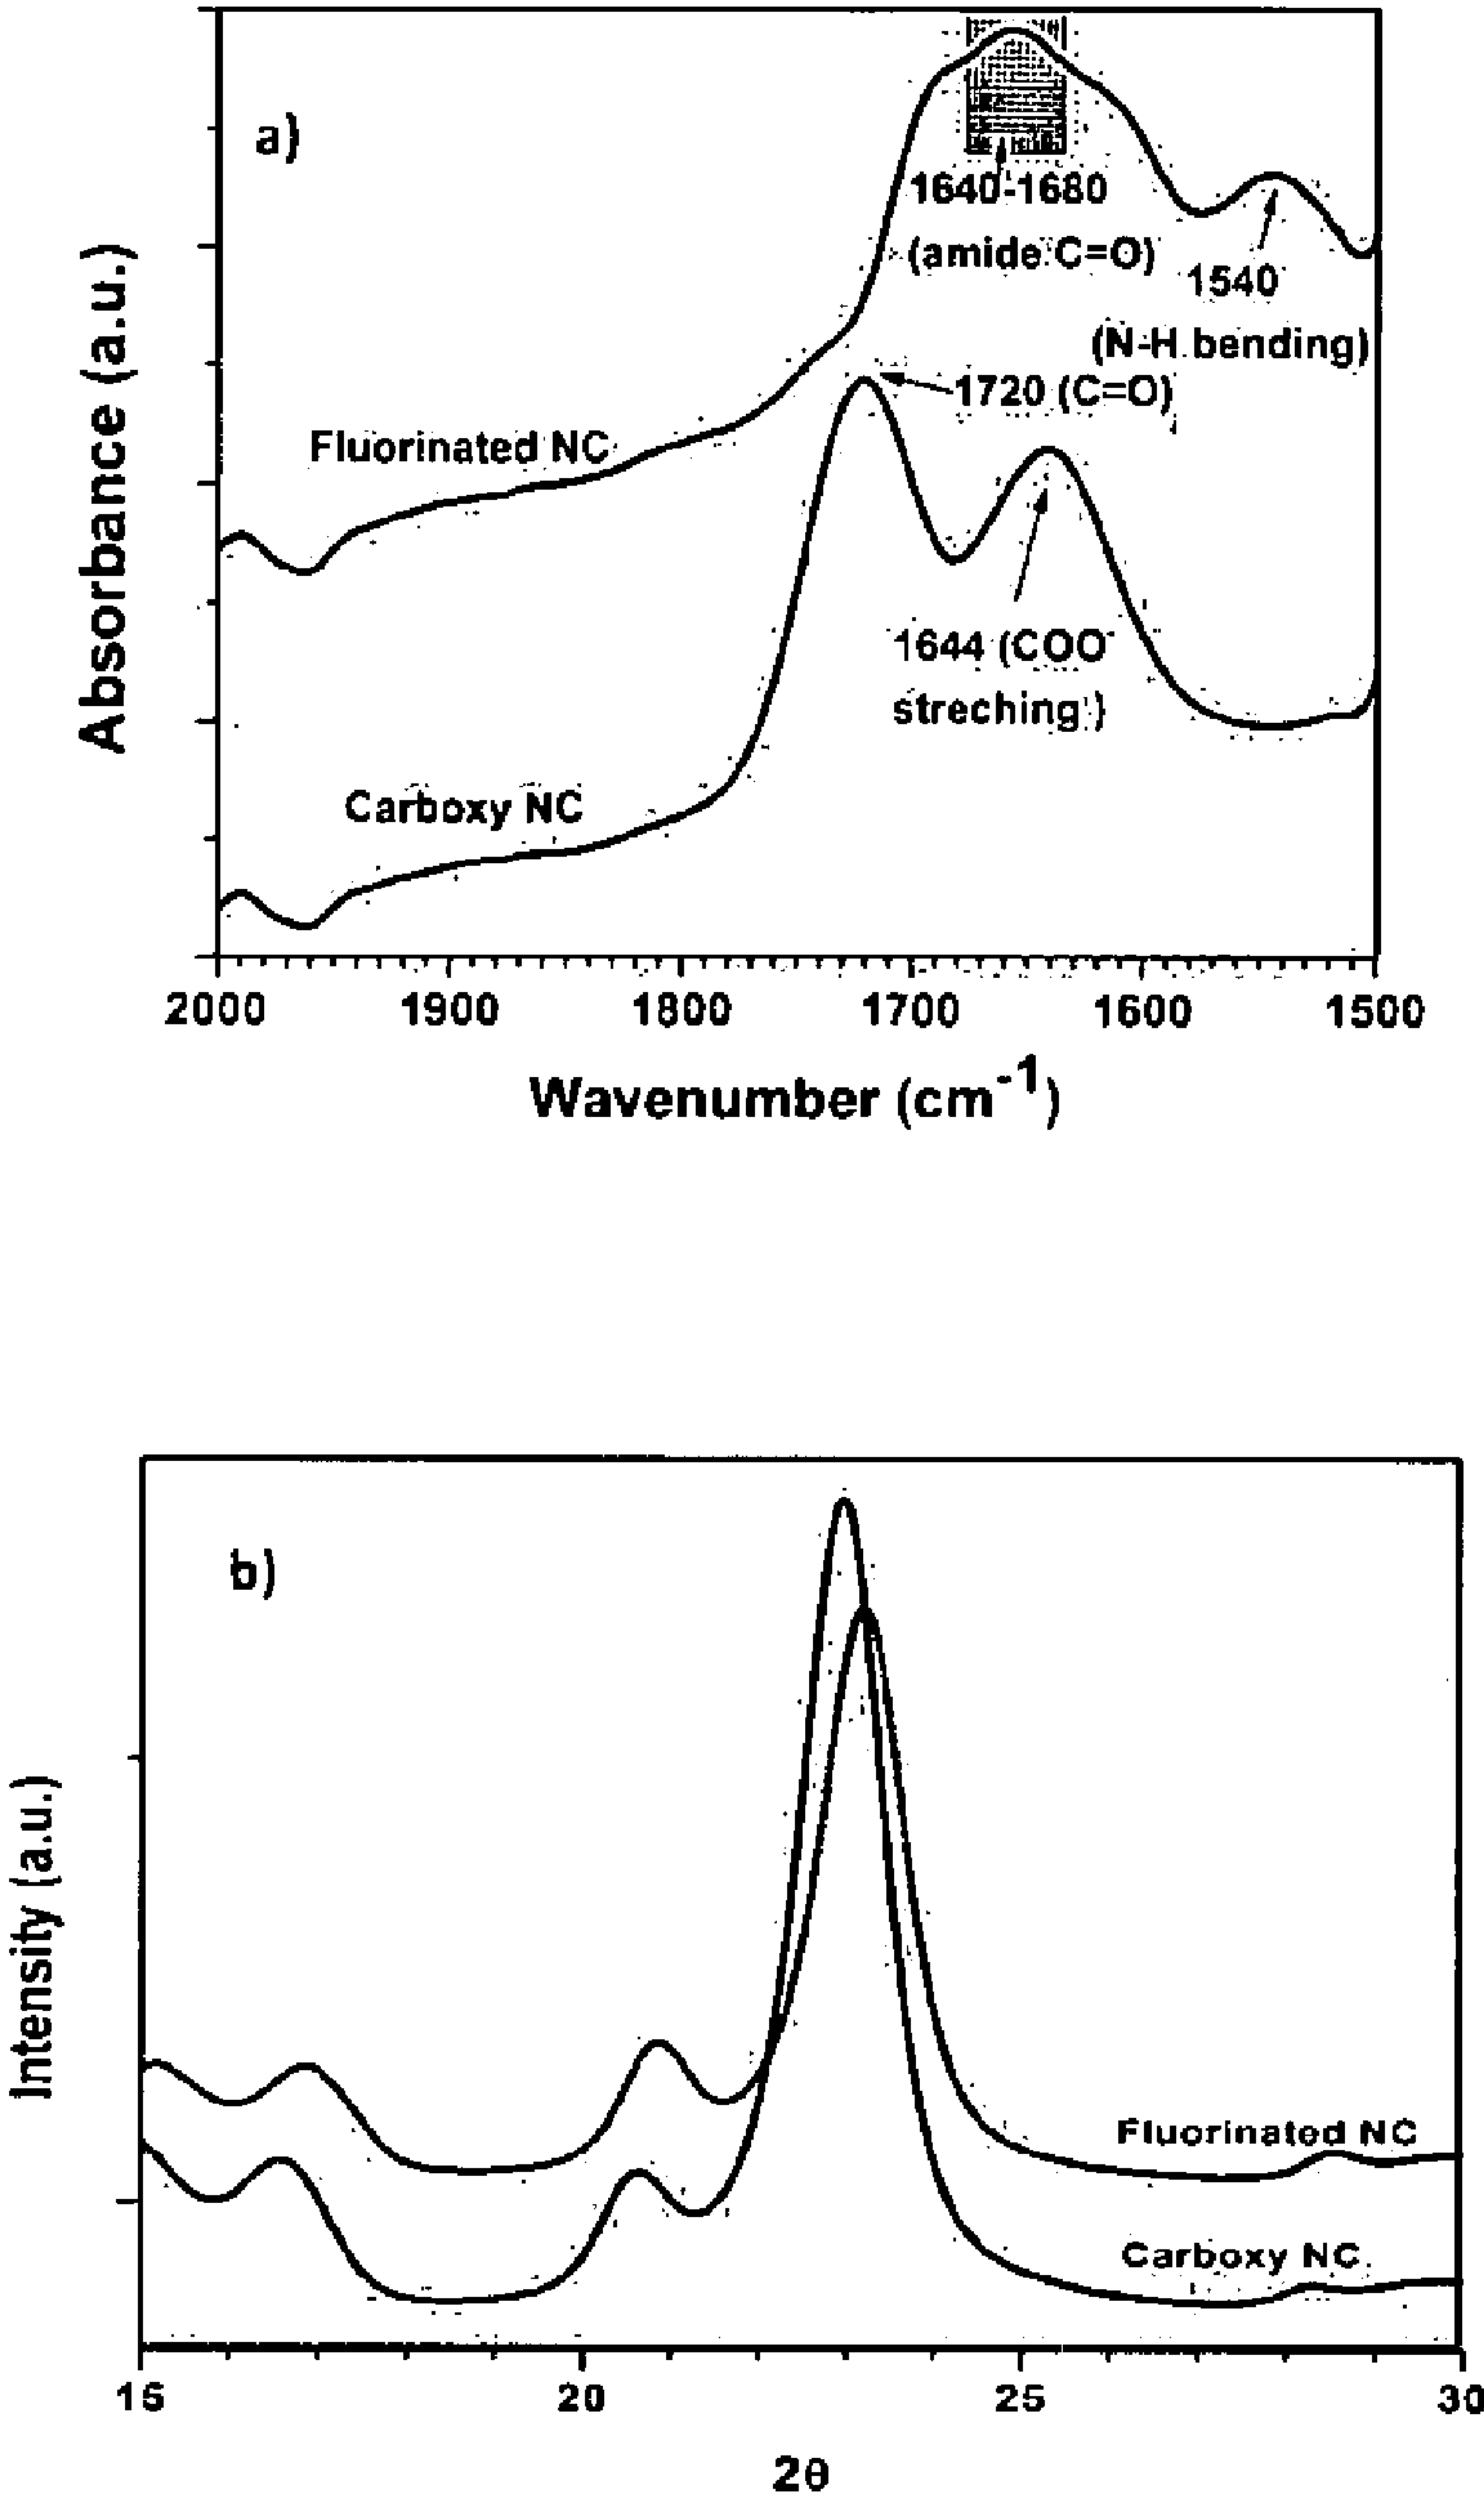 a)
1640-1680
(amide C=O)
1540
(N-H bending)
1720 (C=O)
Fluorinated NC
1644 (COO⁻
streching )
Carboxy NC
Absorbance (a.u.)
2000 1900 1800 1700 1600 1500
Wavenumber (cm⁻¹)
b)
Fluorinated NC
Carboxy NC
Intensity (a.u.)
15 20 25 30
2θ